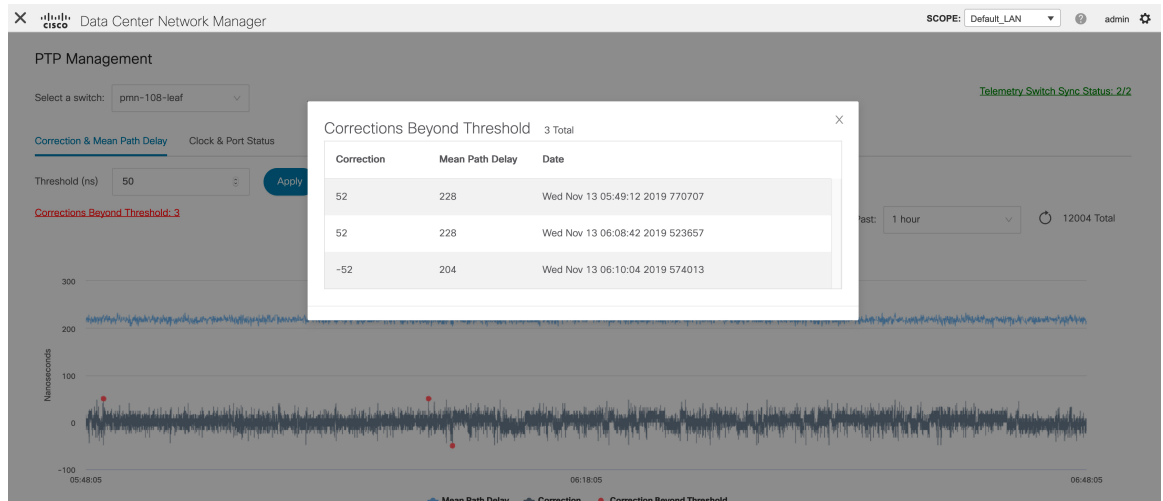 cisco Data Center Network Manager
SCOPE: Default_LAN
admin
PTP Management
Select a switch: pmn-108-leaf
Telemetry Switch Sync Status: 2/2
Correction & Mean Path Delay Clock & Port Status
Threshold (ns) 50 Apply
Corrections Beyond Threshold: 3
Past: 1 hour 12004 Total
Corrections Beyond Threshold 3 Total
Correction Mean Path Delay Date
52 228 Wed Nov 13 05:49:12 2019 770707
52 228 Wed Nov 13 06:08:42 2019 523657
-52 204 Wed Nov 13 06:10:04 2019 574013
Nanoseconds
300
200
100
0
-100
05:48:05 06:18:05 06:48:05
Mean Path Delay Correction Correction Beyond Threshold